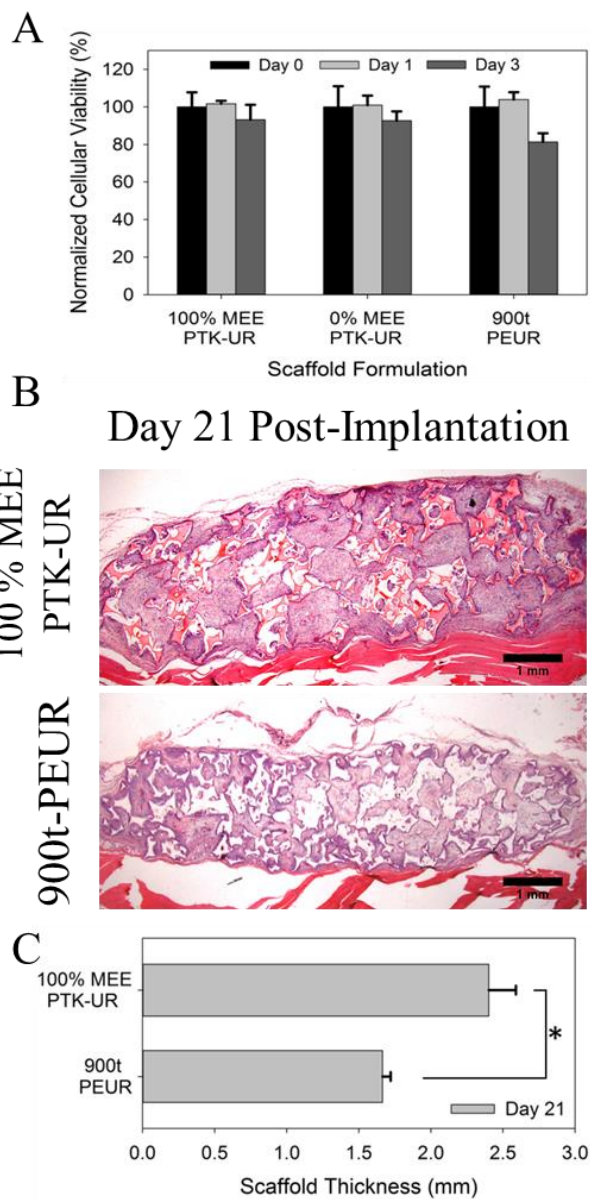 A
120
100
80
60
40
20
0
Normalized Cellular Viability (%)
Day 0 Day 1 Day 3
100% MEE
PTK-UR
0% MEE
PTK-UR
900t
PEUR
Scaffold Formulation
B
Day 21 Post-Implantation
100 % MEE
PTK-UR
1 mm
900t-PEUR
1 mm
C
100% MEE
PTK-UR
900t
PEUR
*
Day 21
0.0 0.5 1.0 1.5 2.0 2.5 3.0
Scaffold Thickness (mm)